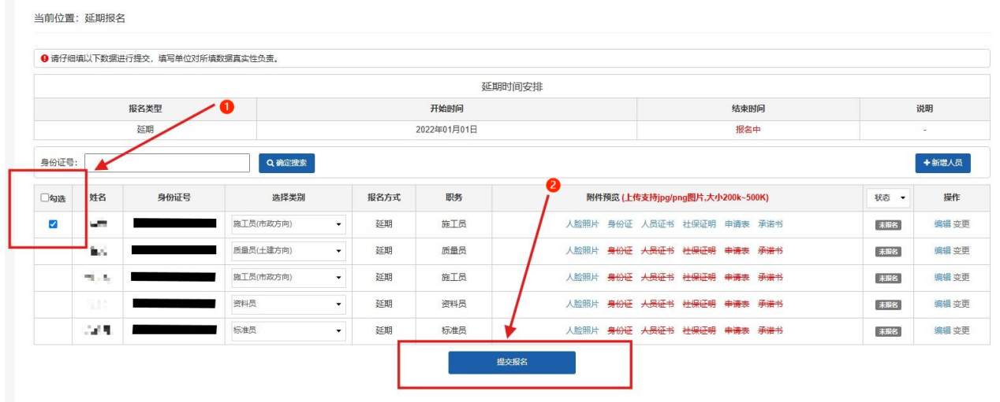 当前位置：延期报名
请仔细填以下数据进行提交，填写单位对所填数据真实性负责。
延期时间安排
报名类型 开始时间 结束时间 说明
延期 2022年01月01日 报名中 -
1
身份证号： 确定搜索 +新增人员
2
勾选 姓名 身份证号 选择类别 报名方式 职务 附件预览 (上传支持jpg/png图片,大小200k~500K) 状态 操作
施工员(市政方向) 延期 施工员 人脸照片 身份证 人员证书 社保证明 申请表 承诺书 未报名 编辑 变更
质量员(土建方向) 延期 质量员 人脸照片 身份证 人员证书 社保证明 申请表 承诺书 未报名 编辑 变更
施工员(市政方向) 延期 施工员 人脸照片 身份证 人员证书 社保证明 申请表 承诺书 未报名 编辑 变更
资料员 延期 资料员 人脸照片 身份证 人员证书 社保证明 申请表 承诺书 未报名 编辑 变更
标准员 延期 标准员 人脸照片 身份证 人员证书 社保证明 申请表 承诺书 未报名 编辑 变更
提交报名